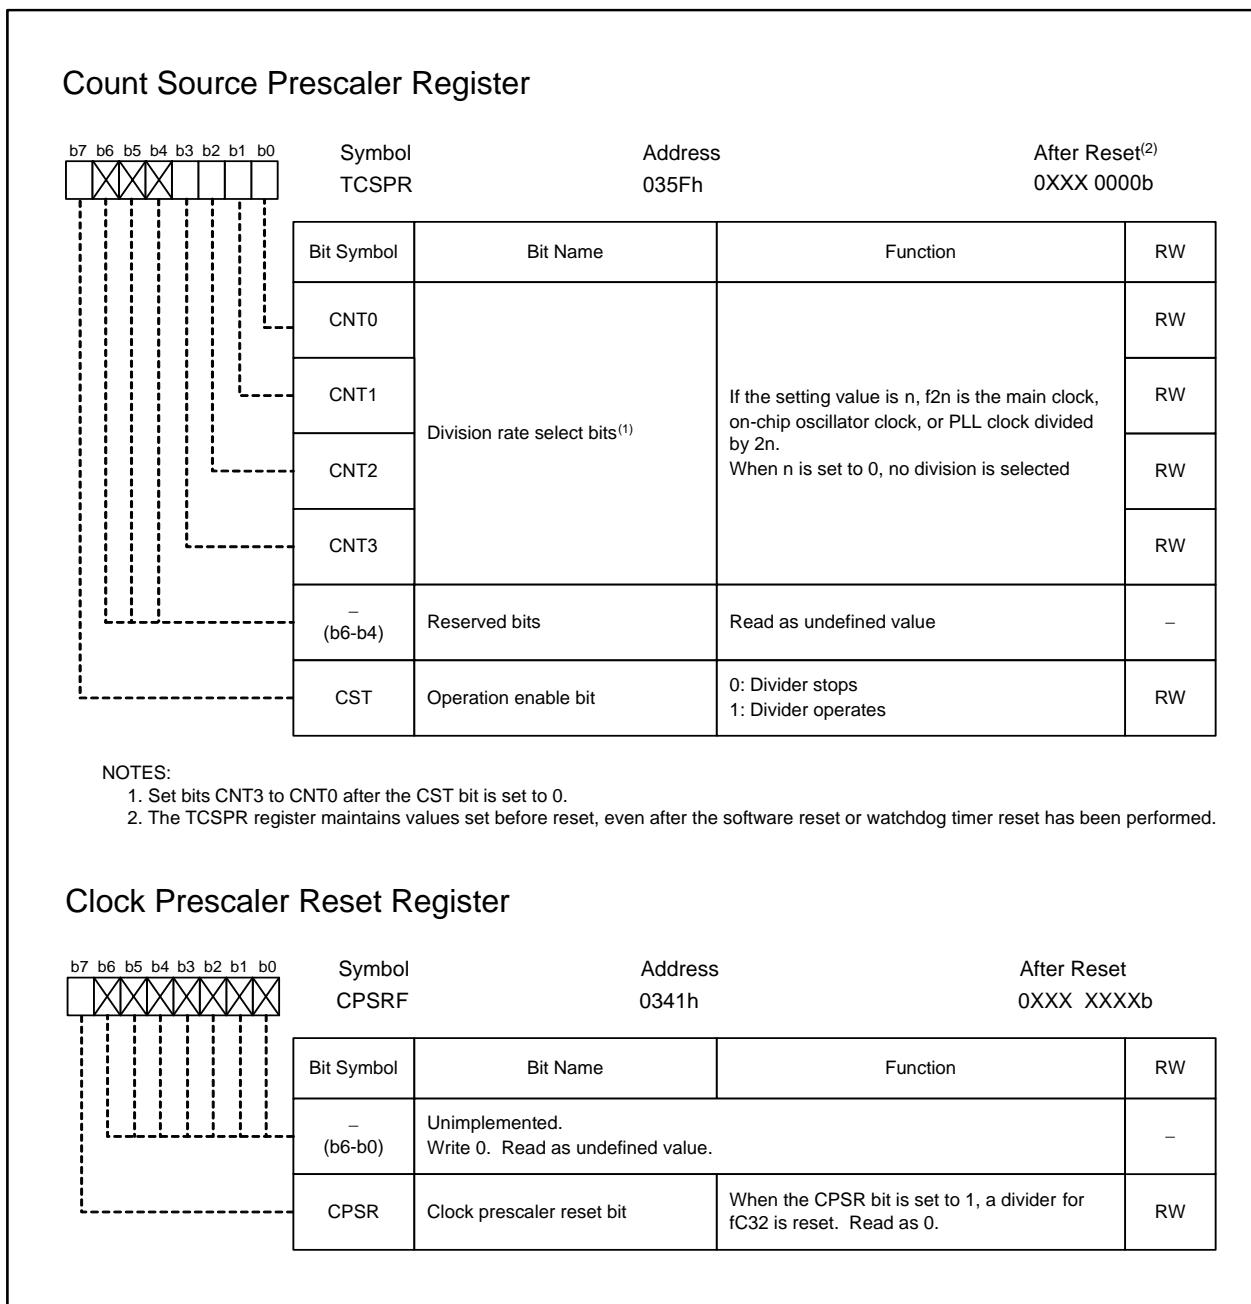 Count Source Prescaler Register
b7 b6 b5 b4 b3 b2 b1 b0
Symbol Address After Reset(2)
TCSPR 035Fh 0XXX 0000b
Bit Symbol Bit Name Function RW
CNT0 RW
CNT1 RW
CNT2 RW
CNT3 RW
Division rate select bits(1)
If the setting value is n, f2n is the main clock,
on-chip oscillator clock, or PLL clock divided
by 2n.
When n is set to 0, no division is selected
–
(b6-b4) Reserved bits Read as undefined value –
CST Operation enable bit
0: Divider stops
1: Divider operates
RW
NOTES:
1. Set bits CNT3 to CNT0 after the CST bit is set to 0.
2. The TCSPR register maintains values set before reset, even after the software reset or watchdog timer reset has been performed.
Clock Prescaler Reset Register
b7 b6 b5 b4 b3 b2 b1 b0
Symbol Address After Reset
CPSRF 0341h 0XXX XXXXb
Bit Symbol Bit Name Function RW
–
(b6-b0)
Unimplemented.
Write 0. Read as undefined value.
–
CPSR Clock prescaler reset bit
When the CPSR bit is set to 1, a divider for
fC32 is reset. Read as 0.
RW